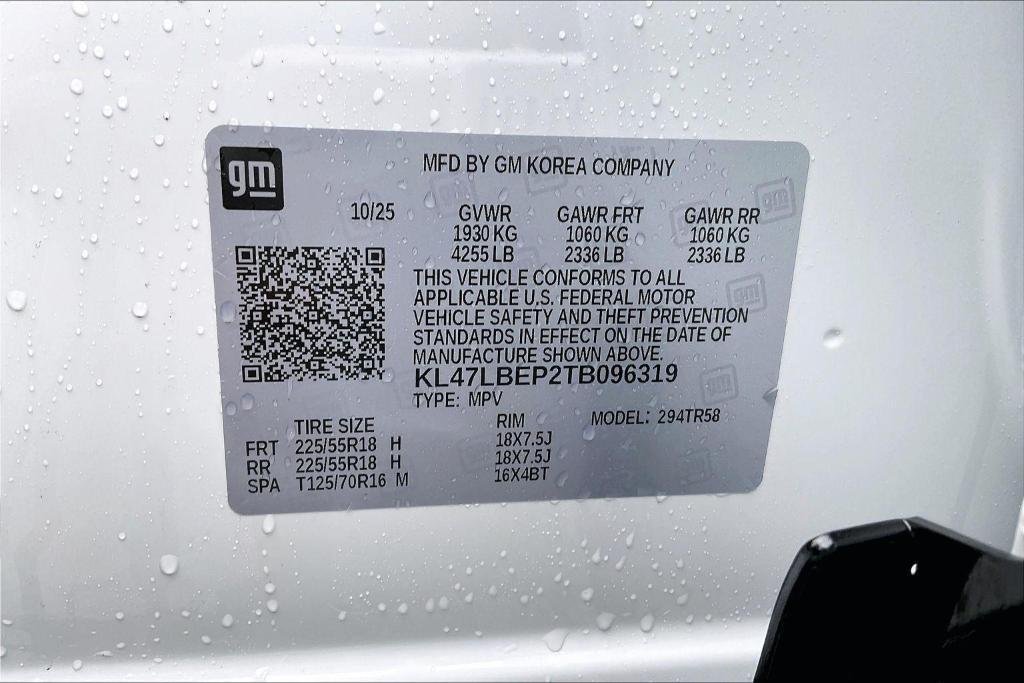 gm
MFD BY GM KOREA COMPANY
10/25 GVWR GAWR FRT GAWR RR
1930 KG 1060 KG 1060 KG
4255 LB 2336 LB 2336 LB
THIS VEHICLE CONFORMS TO ALL
APPLICABLE U.S. FEDERAL MOTOR
VEHICLE SAFETY AND THEFT PREVENTION
STANDARDS IN EFFECT ON THE DATE OF
MANUFACTURE SHOWN ABOVE.
KL47LBEP2TB096319
TYPE: MPV
TIRE SIZE RIM MODEL: 294TR58
FRT 225/55R18 H 18X7.5J
RR 225/55R18 H 18X7.5J
SPA T125/70R16 M 16X4BT